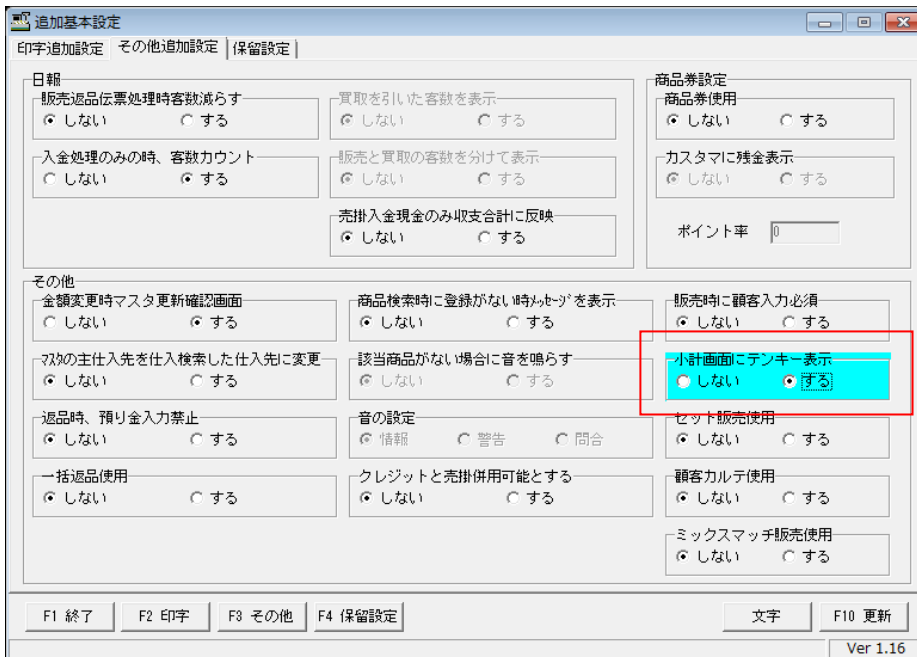 追加基本設定
印字追加設定 その他追加設定 保留設定
日報
販売返品伝票処理時客数減らす
しない する
買取を引いた客数を表示
しない する
入金処理のみの時、客数カウント
しない する
販売と買取の客数を分けて表示
しない する
売掛入金現金のみ収支合計に反映
しない する
商品券設定
商品券使用
しない する
カスタマに残金表示
しない する
ポイント率 0
その他
金額変更時マスタ更新確認画面
しない する
商品検索時に登録がない時メッセージを表示
しない する
販売時に顧客入力必須
しない する
マスタの主仕入先を仕入検索した仕入先に変更
しない する
該当商品がない場合に音を鳴らす
しない する
小計画面にテンキー表示
しない する
返品時、預り金入力禁止
しない する
音の設定
情報 警告 問合
セット販売使用
しない する
一括返品使用
しない する
クレジットと売掛併用可能とする
しない する
顧客カルテ使用
しない する
ミックスマッチ販売使用
しない する
F1 終了 F2 印字 F3 その他 F4 保留設定 文字 F10 更新
Ver 1.16